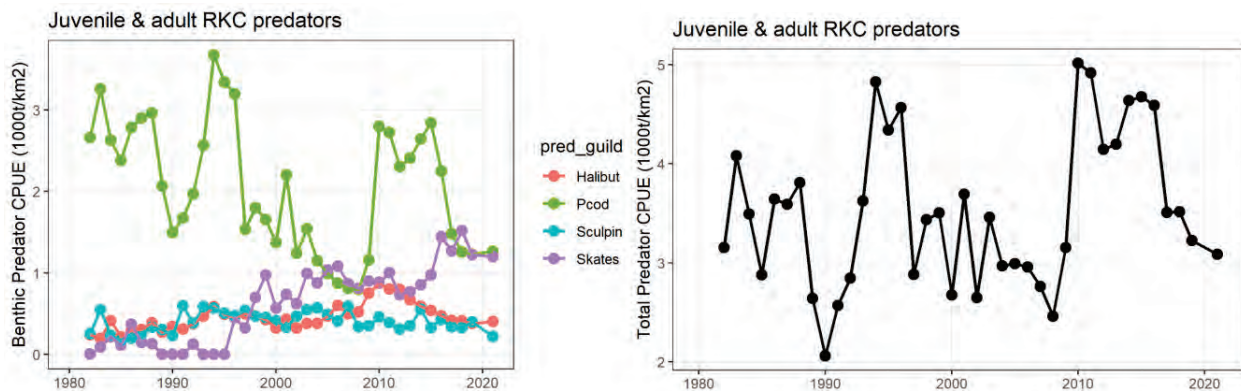 Juvenile & adult RKC predators
Benthic Predator CPUE (1000t/km2)
3
2
1
0
1980
1990
2000
2010
2020
pred_guild
Halibut
Pcod
Sculpin
Skates
Juvenile & adult RKC predators
Total Predator CPUE (1000t/km2)
5
4
3
2
1980
1990
2000
2010
2020